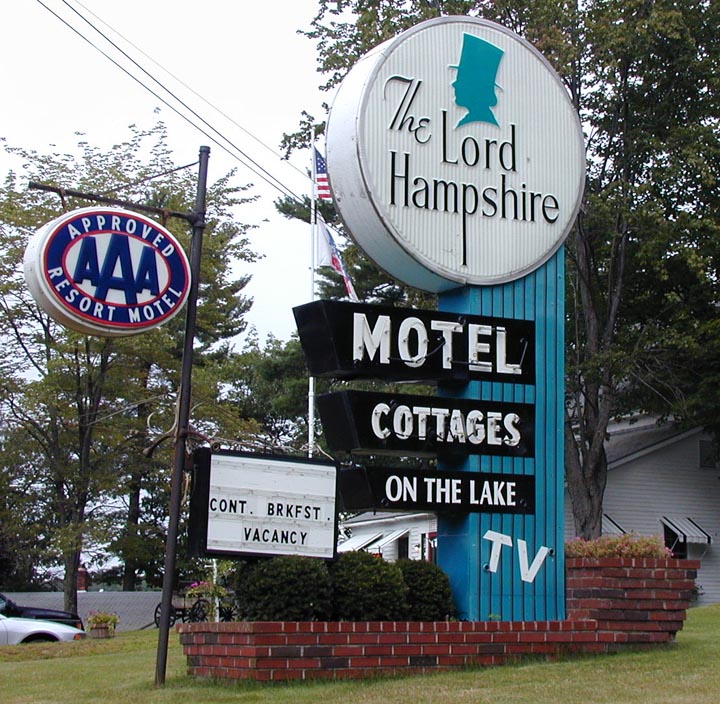 The Lord
Hampshire
APPROVED
AAA
RESORT MOTEL
MOTEL
COTTAGES
ON THE LAKE
CONT. BRKFST.
VACANCY
TV